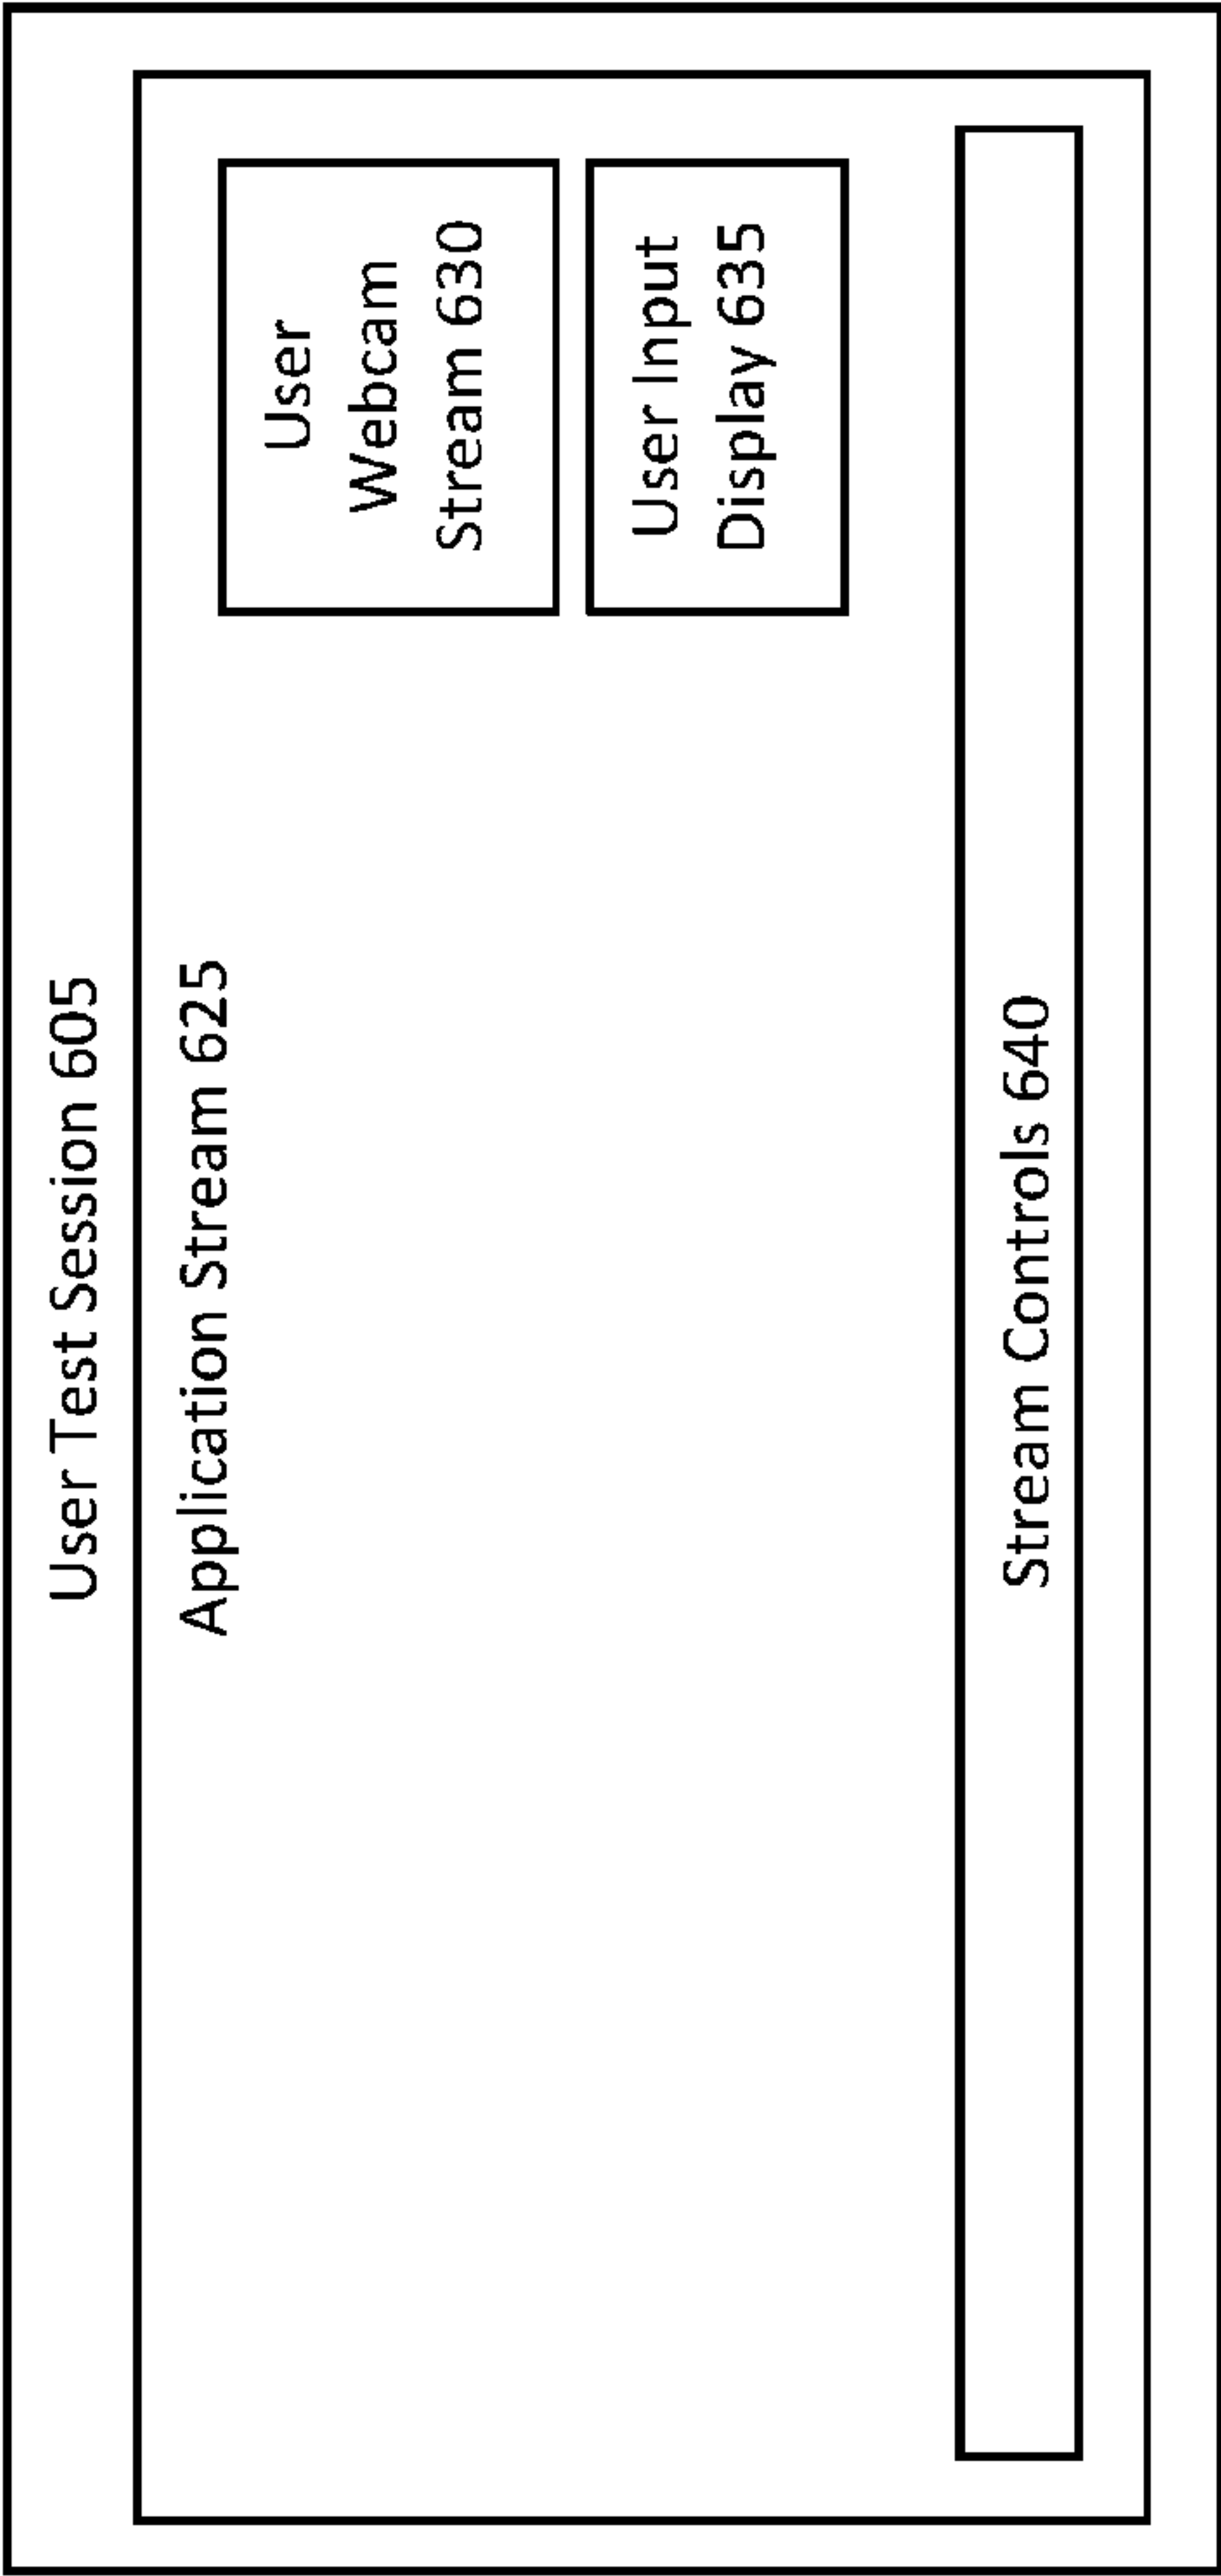 User Test Session 605
Application Stream 625
User
Webcam
Stream 630
User Input
Display 635
Stream Controls 640